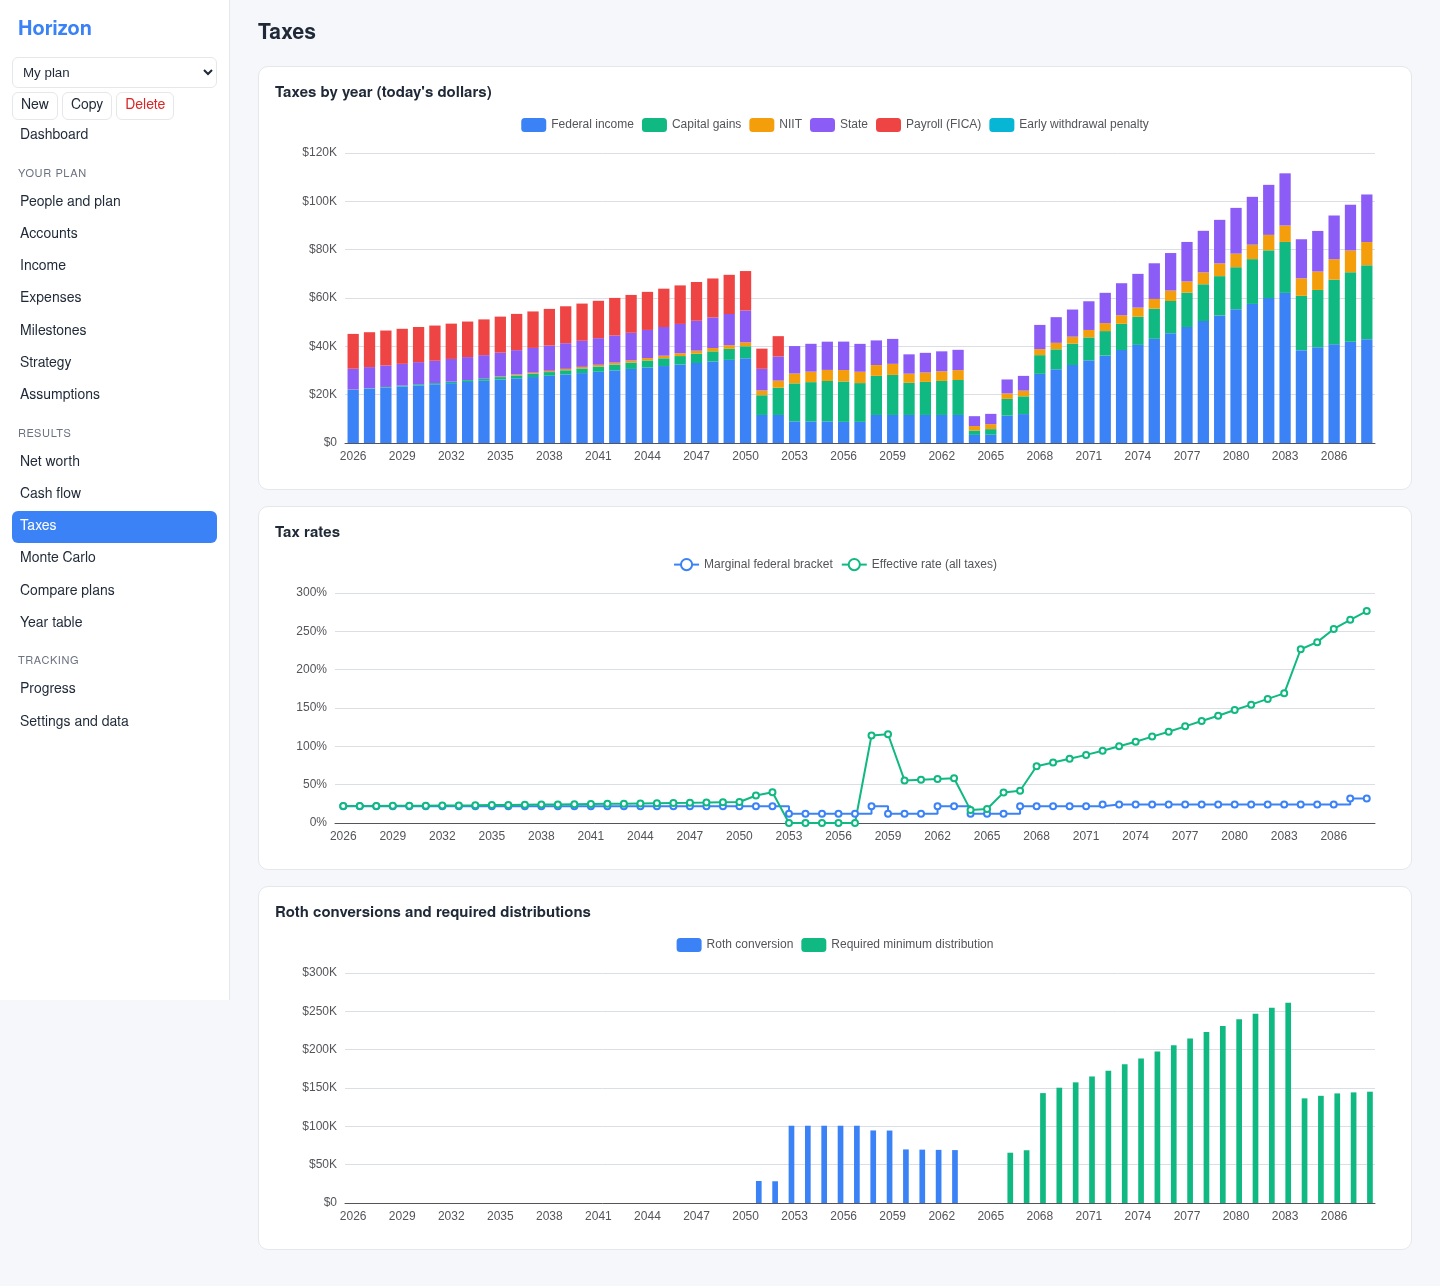 Horizon
My plan
New Copy Delete
Dashboard
YOUR PLAN
People and plan
Accounts
Income
Expenses
Milestones
Strategy
Assumptions
RESULTS
Net worth
Cash flow
Taxes
Monte Carlo
Compare plans
Year table
TRACKING
Progress
Settings and data
Taxes
Taxes by year (today's dollars)
Federal income Capital gains NIIT State Payroll (FICA) Early withdrawal penalty
$120K
$100K
$80K
$60K
$40K
$20K
$0
2026 2029 2032 2035 2038 2041 2044 2047 2050 2053 2056 2059 2062 2065 2068 2071 2074 2077 2080 2083 2086
Tax rates
Marginal federal bracket Effective rate (all taxes)
300%
250%
200%
150%
100%
50%
0%
2026 2029 2032 2035 2038 2041 2044 2047 2050 2053 2056 2059 2062 2065 2068 2071 2074 2077 2080 2083 2086
Roth conversions and required distributions
Roth conversion Required minimum distribution
$300K
$250K
$200K
$150K
$100K
$50K
$0
2026 2029 2032 2035 2038 2041 2044 2047 2050 2053 2056 2059 2062 2065 2068 2071 2074 2077 2080 2083 2086